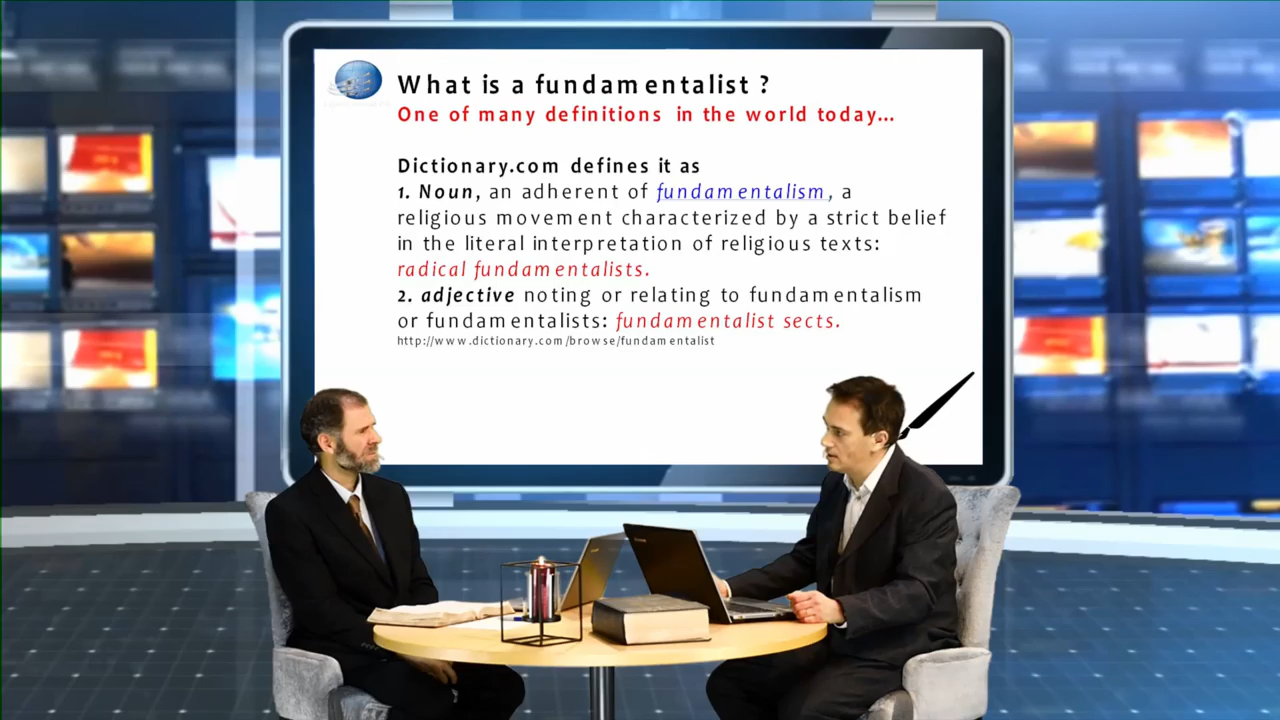 What is a fundamentalist ?
One of many definitions in the world today...
Dictionary.com defines it as
1. Noun, an adherent of fundamentalism, a
religious movement characterized by a strict belief
in the literal interpretation of religious texts:
radical fundamentalists.
2. adjective noting or relating to fundamentalism
or fundamentalists: fundamentalist sects.
http://www.dictionary.com/browse/fundamentalist